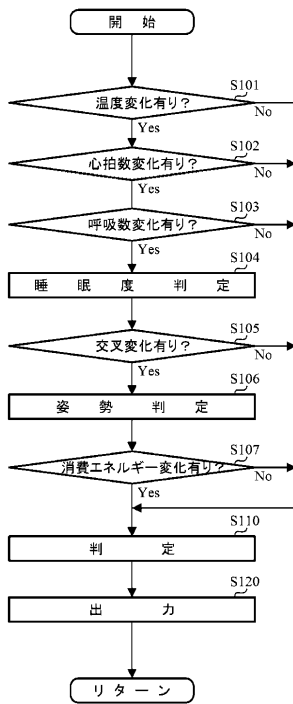 開 始
S101
温度変化有り？
No
Yes
S102
心拍数変化有り？
No
Yes
S103
呼吸数変化有り？
No
Yes
S104
睡 眠 度 判 定
S105
交叉変化有り？
No
Yes
S106
姿 勢 判 定
S107
消費エネルギー変化有り？
No
Yes
S110
判 定
S120
出 力
リ タ ー ン